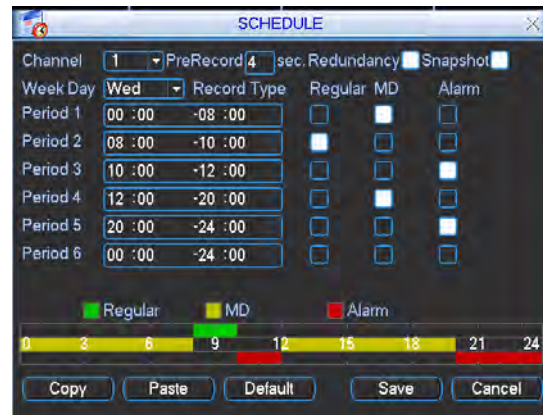 SCHEDULE
Channel 1 PreRecord 4 sec. Redundancy Snapshot
Week Day Wed Record Type Regular MD Alarm
Period 1 00 :00 -08 :00
Period 2 08 :00 -10 :00
Period 3 10 :00 -12 :00
Period 4 12 :00 -20 :00
Period 5 20 :00 -24 :00
Period 6 00 :00 -24 :00
Regular MD Alarm
0 3 6 9 12 15 18 21 24
Copy Paste Default Save Cancel